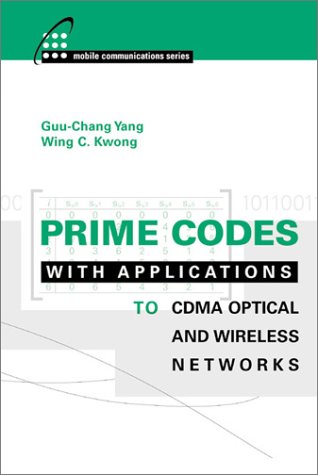 mobile communications series
Guu-Chang Yang
Wing C. Kwong
1011001
PRIME CODES
WITH APPLICATIONS
TO CDMA OPTICAL
AND WIRELESS
NETWORKS